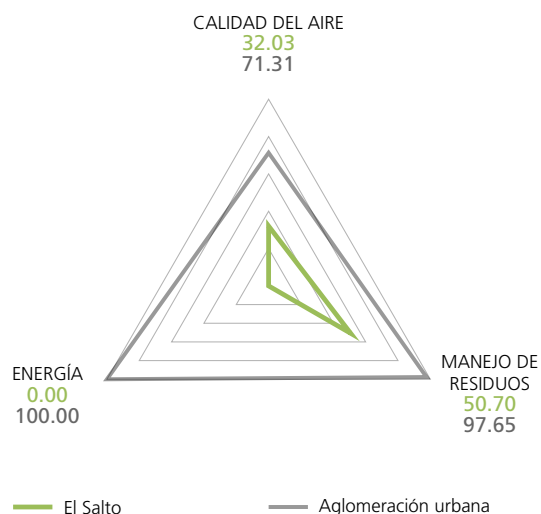 CALIDAD DEL AIRE
32.03
71.31
ENERGÍA
0.00
100.00
MANEJO DE
RESIDUOS
50.70
97.65
El Salto
Aglomeración urbana